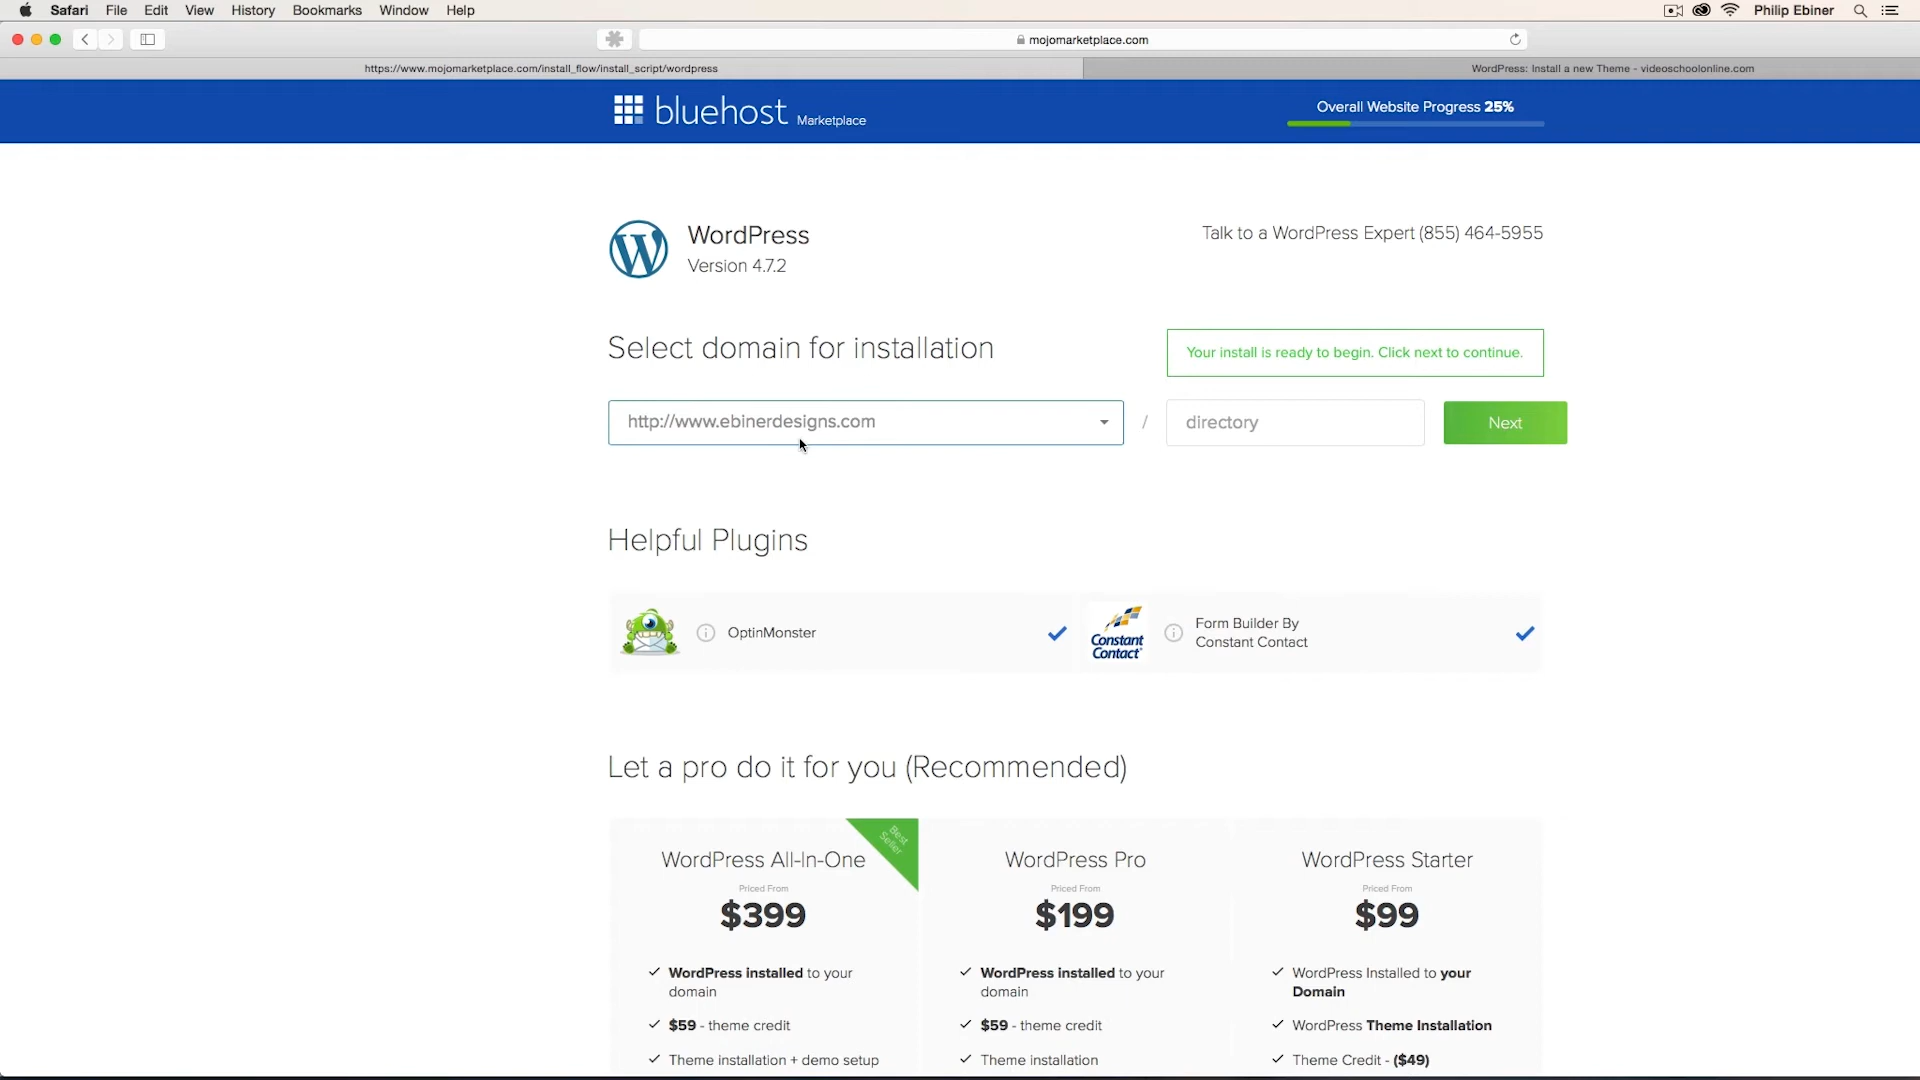 Safari File Edit View History Bookmarks Window Help Philip Ebiner
mojomarketplace.com
https://www.mojomarketplace.com/install_flow/install_script/wordpress
WordPress: Install a new Theme - videoschoolonline.com
bluehost Marketplace
Overall Website Progress 25%
WordPress
Version 4.7.2
Talk to a WordPress Expert (855) 464-5955
Select domain for installation
Your install is ready to begin. Click next to continue.
http://www.ebinerdesigns.com
/
directory
Next
Helpful Plugins
OptinMonster
Constant
Contact
Form Builder By
Constant Contact
Let a pro do it for you (Recommended)
Best
Seller
WordPress All-In-One
Priced From
$399
WordPress installed to your
domain
$59 - theme credit
Theme installation + demo setup
WordPress Pro
Priced From
$199
WordPress installed to your
domain
$59 - theme credit
Theme installation
WordPress Starter
Priced From
$99
WordPress Installed to your
Domain
WordPress Theme Installation
Theme Credit - ($49)